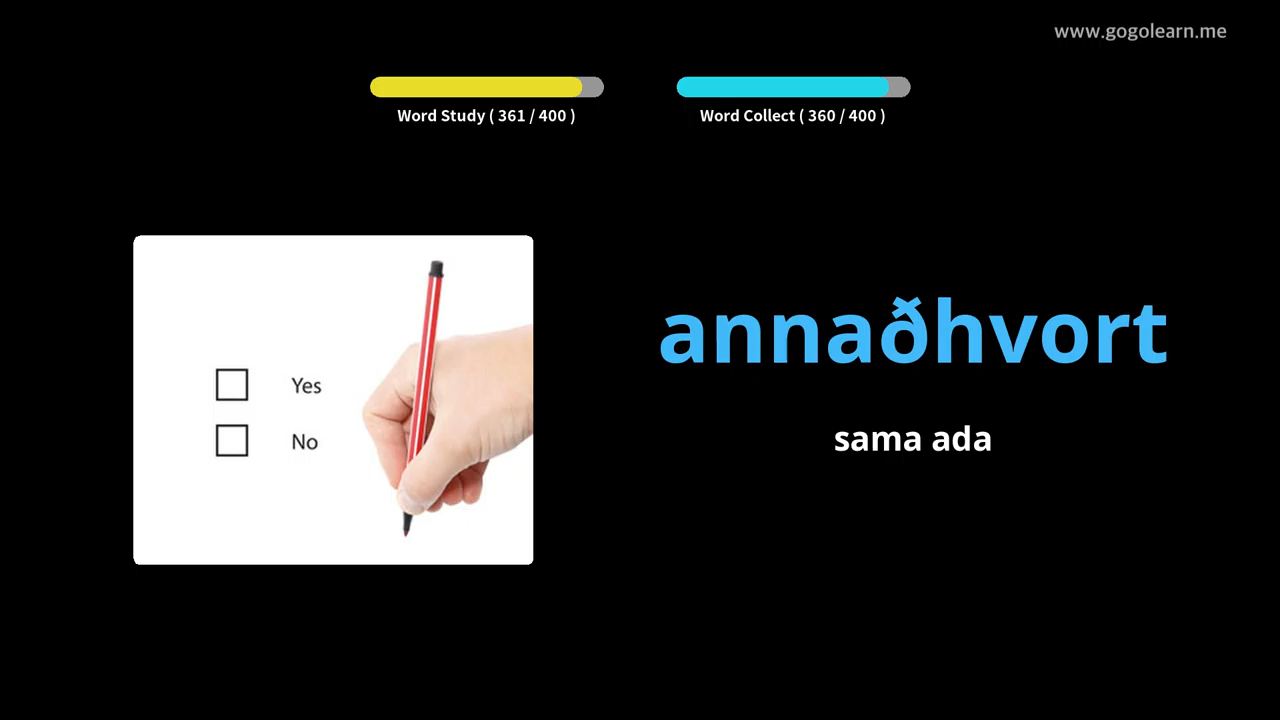 www.gogolearn.me
Word Study ( 361 / 400 )
Word Collect ( 360 / 400 )
annaðhvort
sama ada
Yes
No